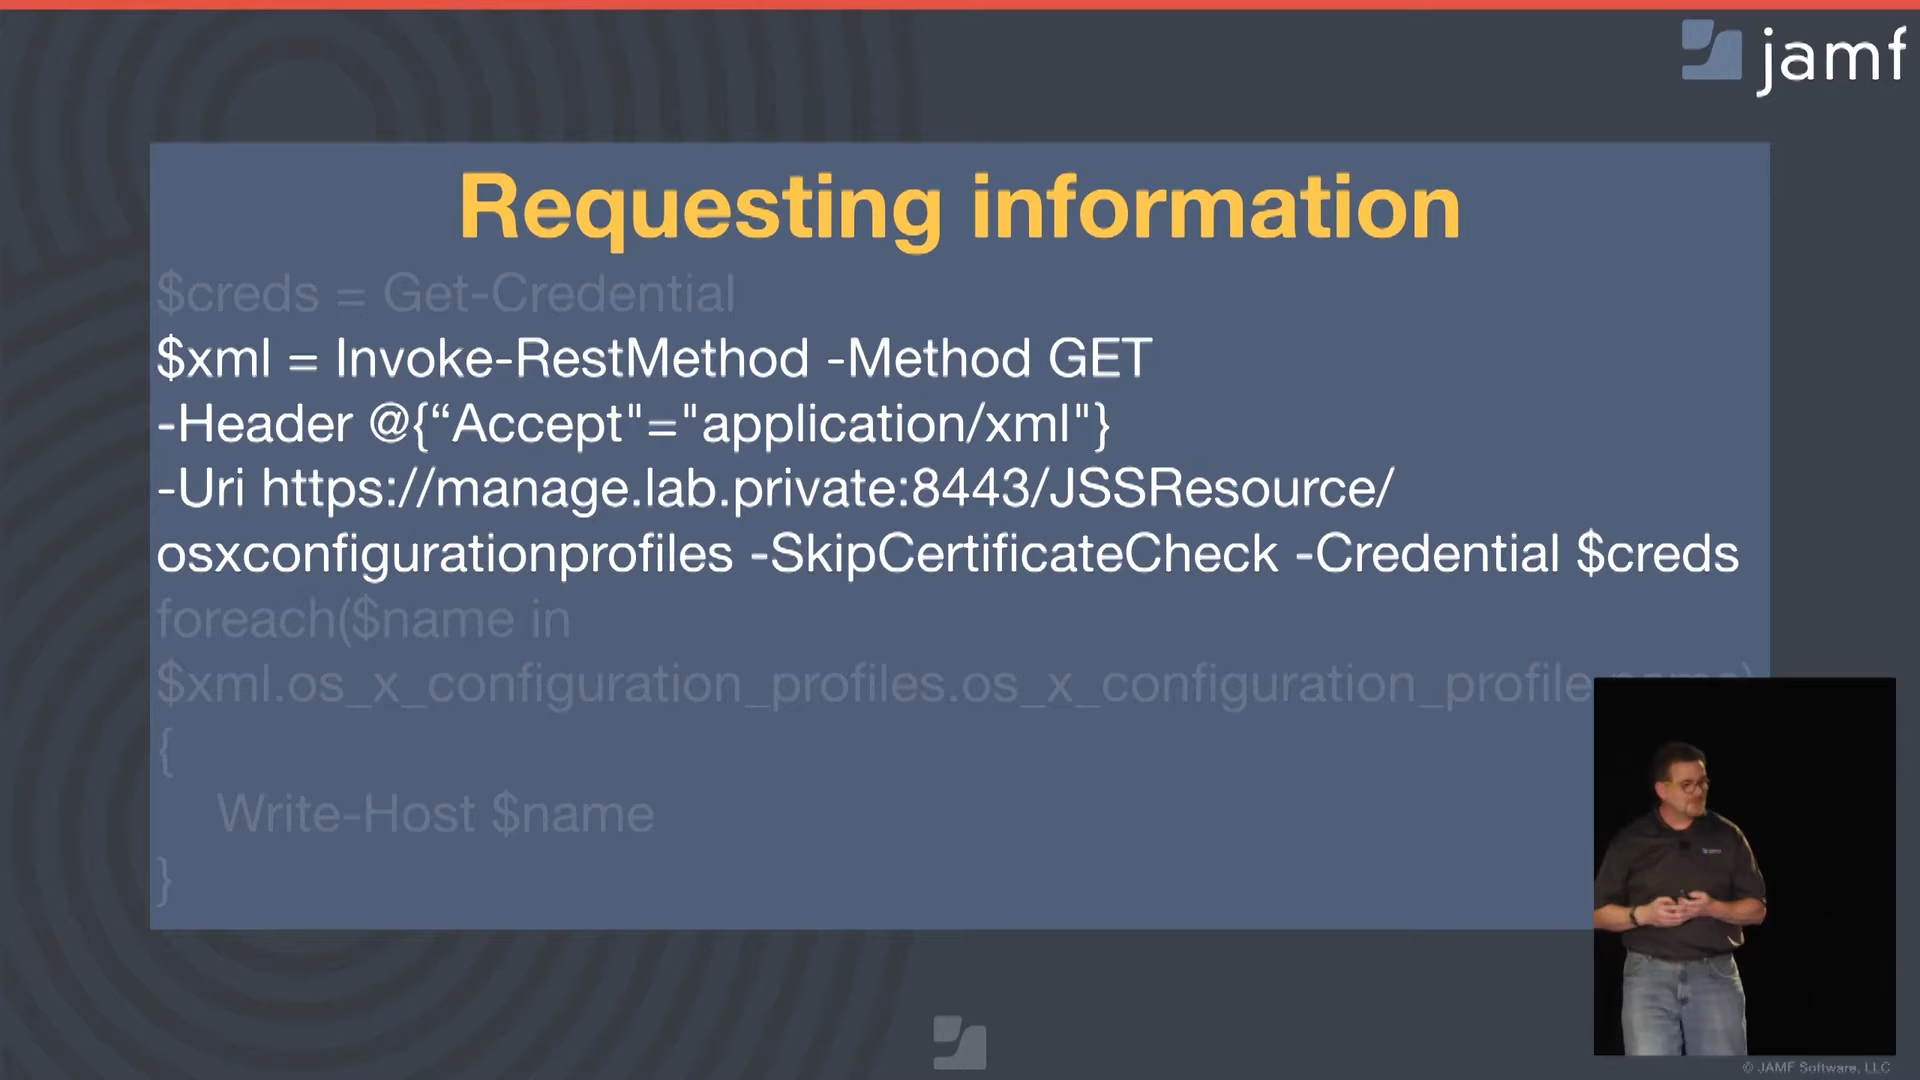 jamf
Requesting information
$creds = Get-Credential
$xml = Invoke-RestMethod -Method GET
-Header @{“Accept"="application/xml"}
-Uri https://manage.lab.private:8443/JSSResource/
osxconfigurationprofiles -SkipCertificateCheck -Credential $creds
foreach($name in
$xml.os_x_configuration_profiles.os_x_configuration_profile.name)
{
Write-Host $name
}
© JAMF Software, LLC